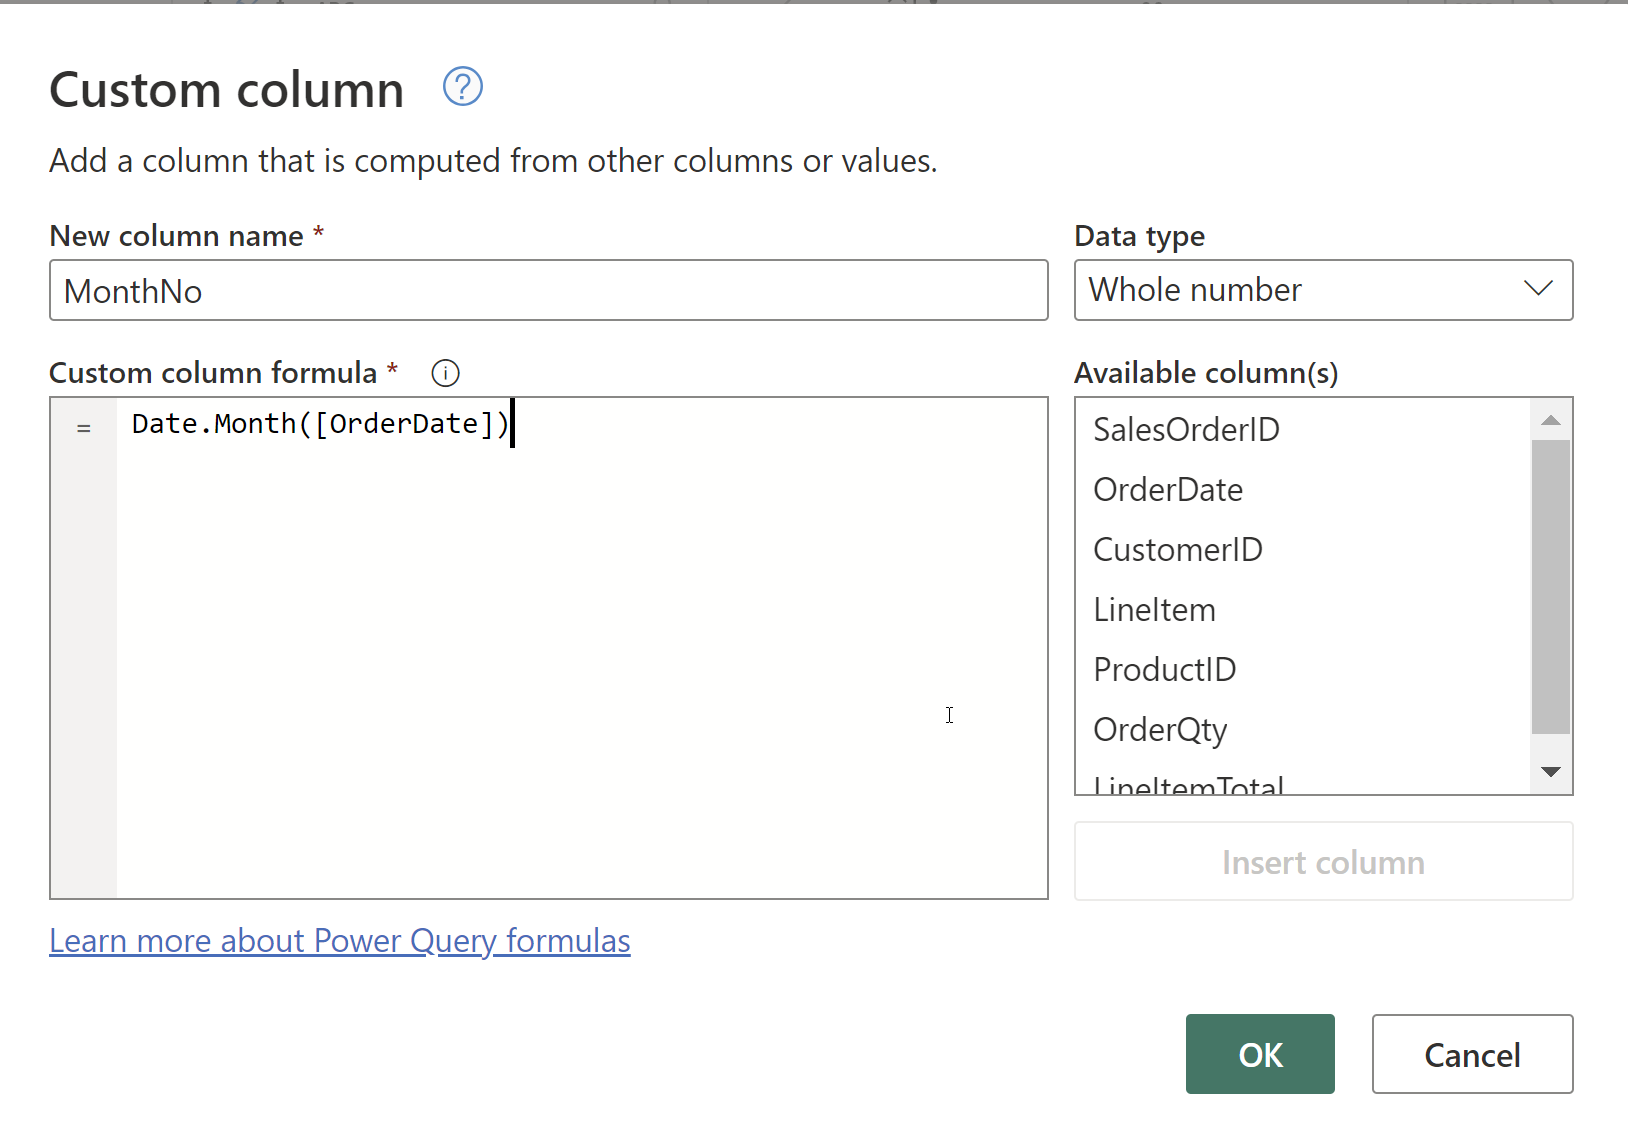 Custom column
Add a column that is computed from other columns or values.
New column name *
Data type
MonthNo
Whole number
Custom column formula *
Available column(s)
= Date.Month([OrderDate])
SalesOrderID
OrderDate
CustomerID
LineItem
ProductID
OrderQty
LineItemTotal
Insert column
Learn more about Power Query formulas
OK
Cancel